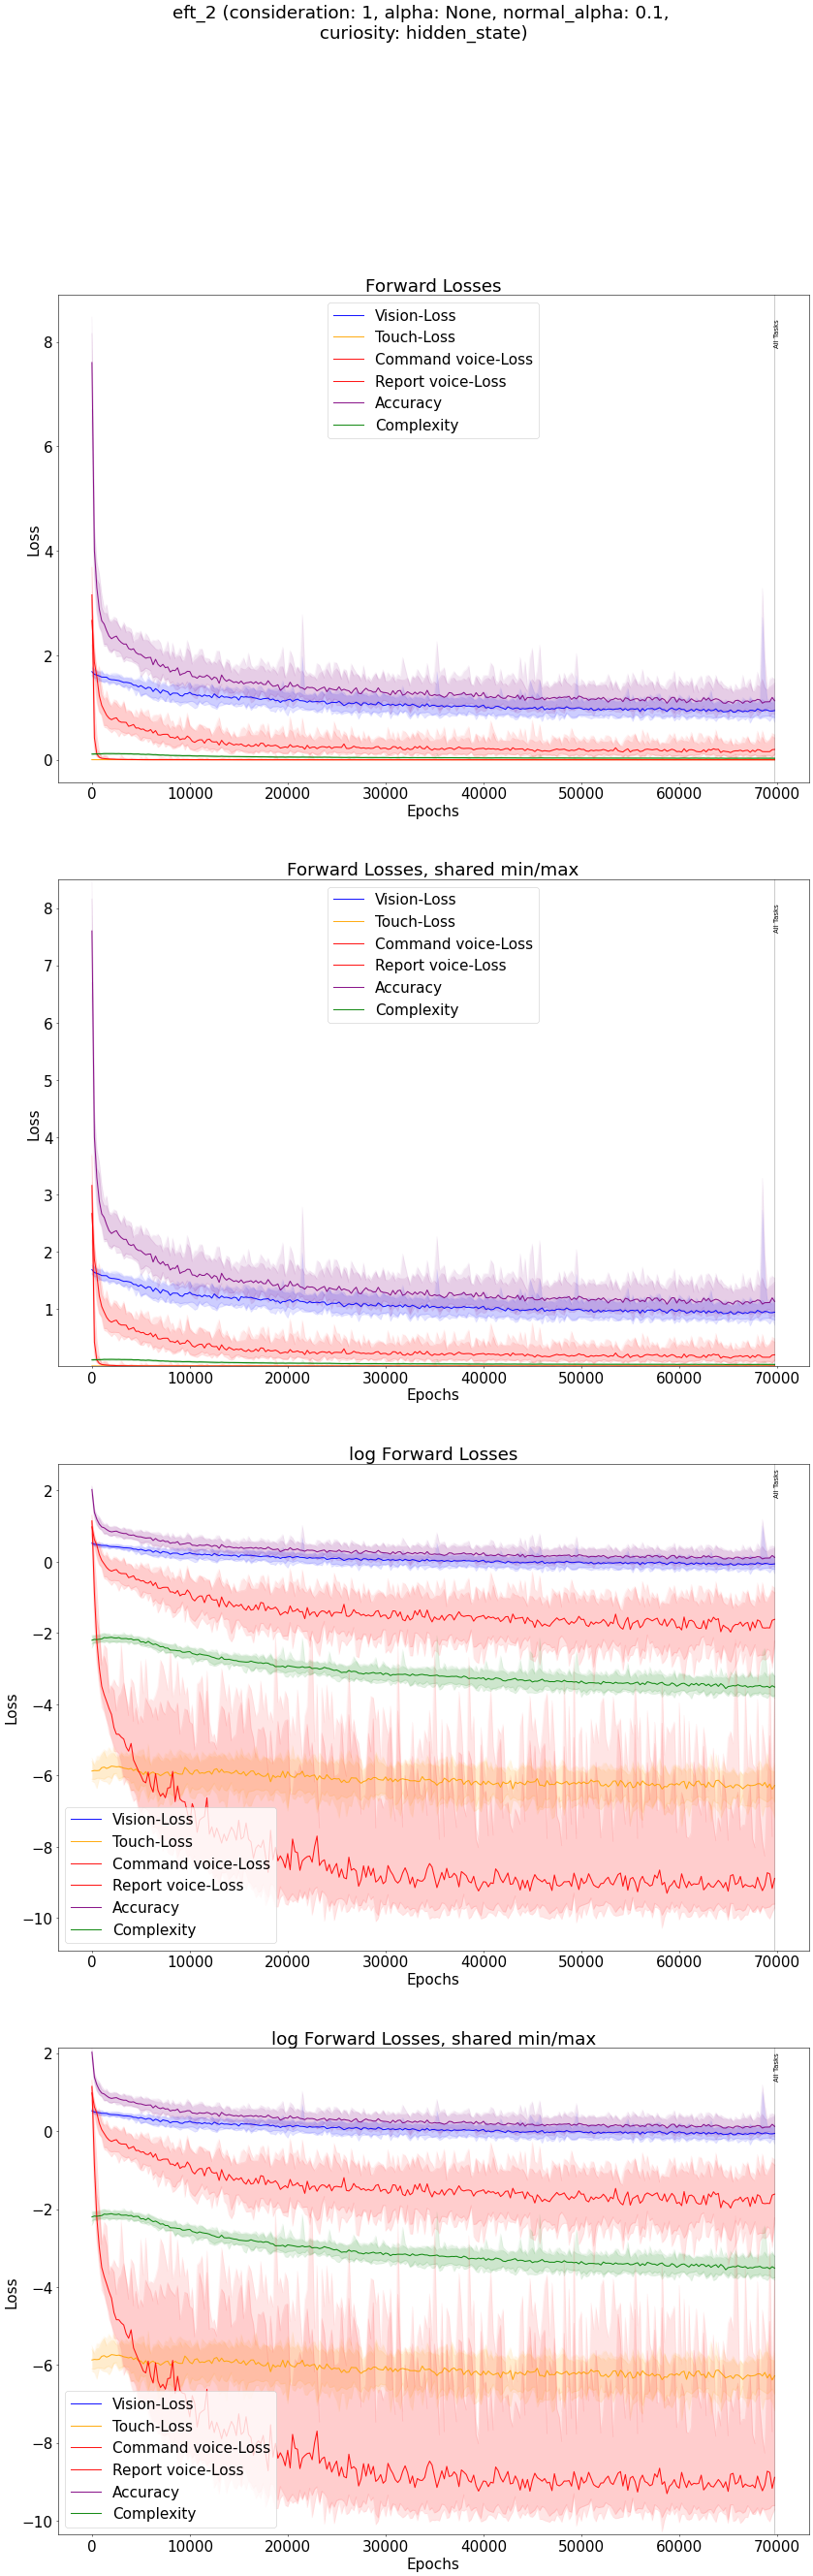 eft_2 (consideration: 1, alpha: None, normal_alpha: 0.1,
curiosity: hidden_state)
Forward Losses
Vision-Loss
Touch-Loss
Command voice-Loss
Report voice-Loss
Accuracy
Complexity
All Tasks
Loss
8
6
4
2
0
0 10000 20000 30000 40000 50000 60000 70000
Epochs
Forward Losses, shared min/max
Vision-Loss
Touch-Loss
Command voice-Loss
Report voice-Loss
Accuracy
Complexity
All Tasks
Loss
8
7
6
5
4
3
2
1
0 10000 20000 30000 40000 50000 60000 70000
Epochs
log Forward Losses
All Tasks
Loss
2
0
−2
−4
−6
−8
−10
Vision-Loss
Touch-Loss
Command voice-Loss
Report voice-Loss
Accuracy
Complexity
0 10000 20000 30000 40000 50000 60000 70000
Epochs
log Forward Losses, shared min/max
All Tasks
Loss
2
0
−2
−4
−6
−8
−10
Vision-Loss
Touch-Loss
Command voice-Loss
Report voice-Loss
Accuracy
Complexity
0 10000 20000 30000 40000 50000 60000 70000
Epochs